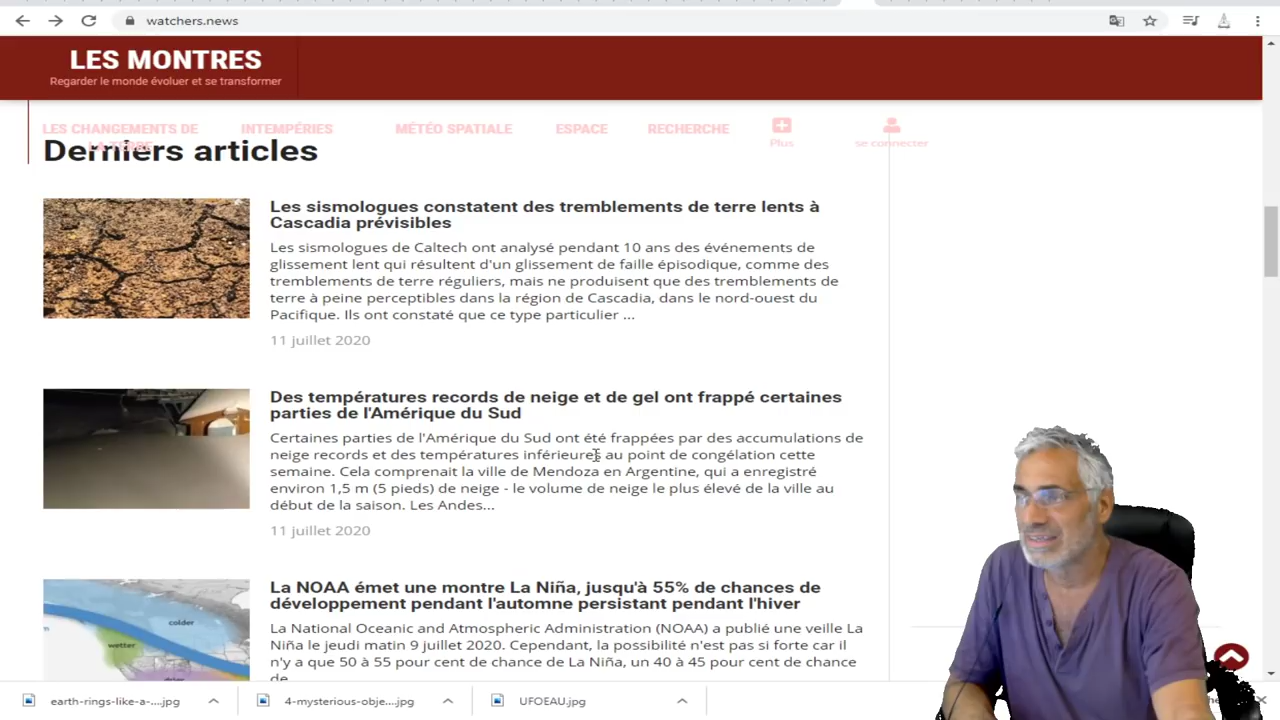 watchers.news
LES MONTRES
Regarder le monde évoluer et se transformer
LES CHANGEMENTS DE
LA TERRE
INTEMPÉRIES
MÉTÉO SPATIALE
ESPACE
RECHERCHE
Plus
se connecter
Derniers articles
Les sismologues constatent des tremblements de terre lents à
Cascadia prévisibles
Les sismologues de Caltech ont analysé pendant 10 ans des événements de
glissement lent qui résultent d'un glissement de faille épisodique, comme des
tremblements de terre réguliers, mais ne produisent que des tremblements de
terre à peine perceptibles dans la région de Cascadia, dans le nord-ouest du
Pacifique. Ils ont constaté que ce type particulier ...
11 juillet 2020
Des températures records de neige et de gel ont frappé certaines
parties de l'Amérique du Sud
Certaines parties de l'Amérique du Sud ont été frappées par des accumulations de
neige records et des températures inférieures au point de congélation cette
semaine. Cela comprenait la ville de Mendoza en Argentine, qui a enregistré
environ 1,5 m (5 pieds) de neige - le volume de neige le plus élevé de la ville au
début de la saison. Les Andes...
11 juillet 2020
La NOAA émet une montre La Niña, jusqu'à 55% de chances de
développement pendant l'automne persistant pendant l'hiver
colder
wetter
La National Oceanic and Atmospheric Administration (NOAA) a publié une veille La
Niña le jeudi matin 9 juillet 2020. Cependant, la possibilité n'est pas si forte car il
n'y a que 50 à 55 pour cent de chance de La Niña, un 40 à 45 pour cent de chance
de
earth-rings-like-a-....jpg
4-mysterious-obje....jpg
UFOEAU.jpg